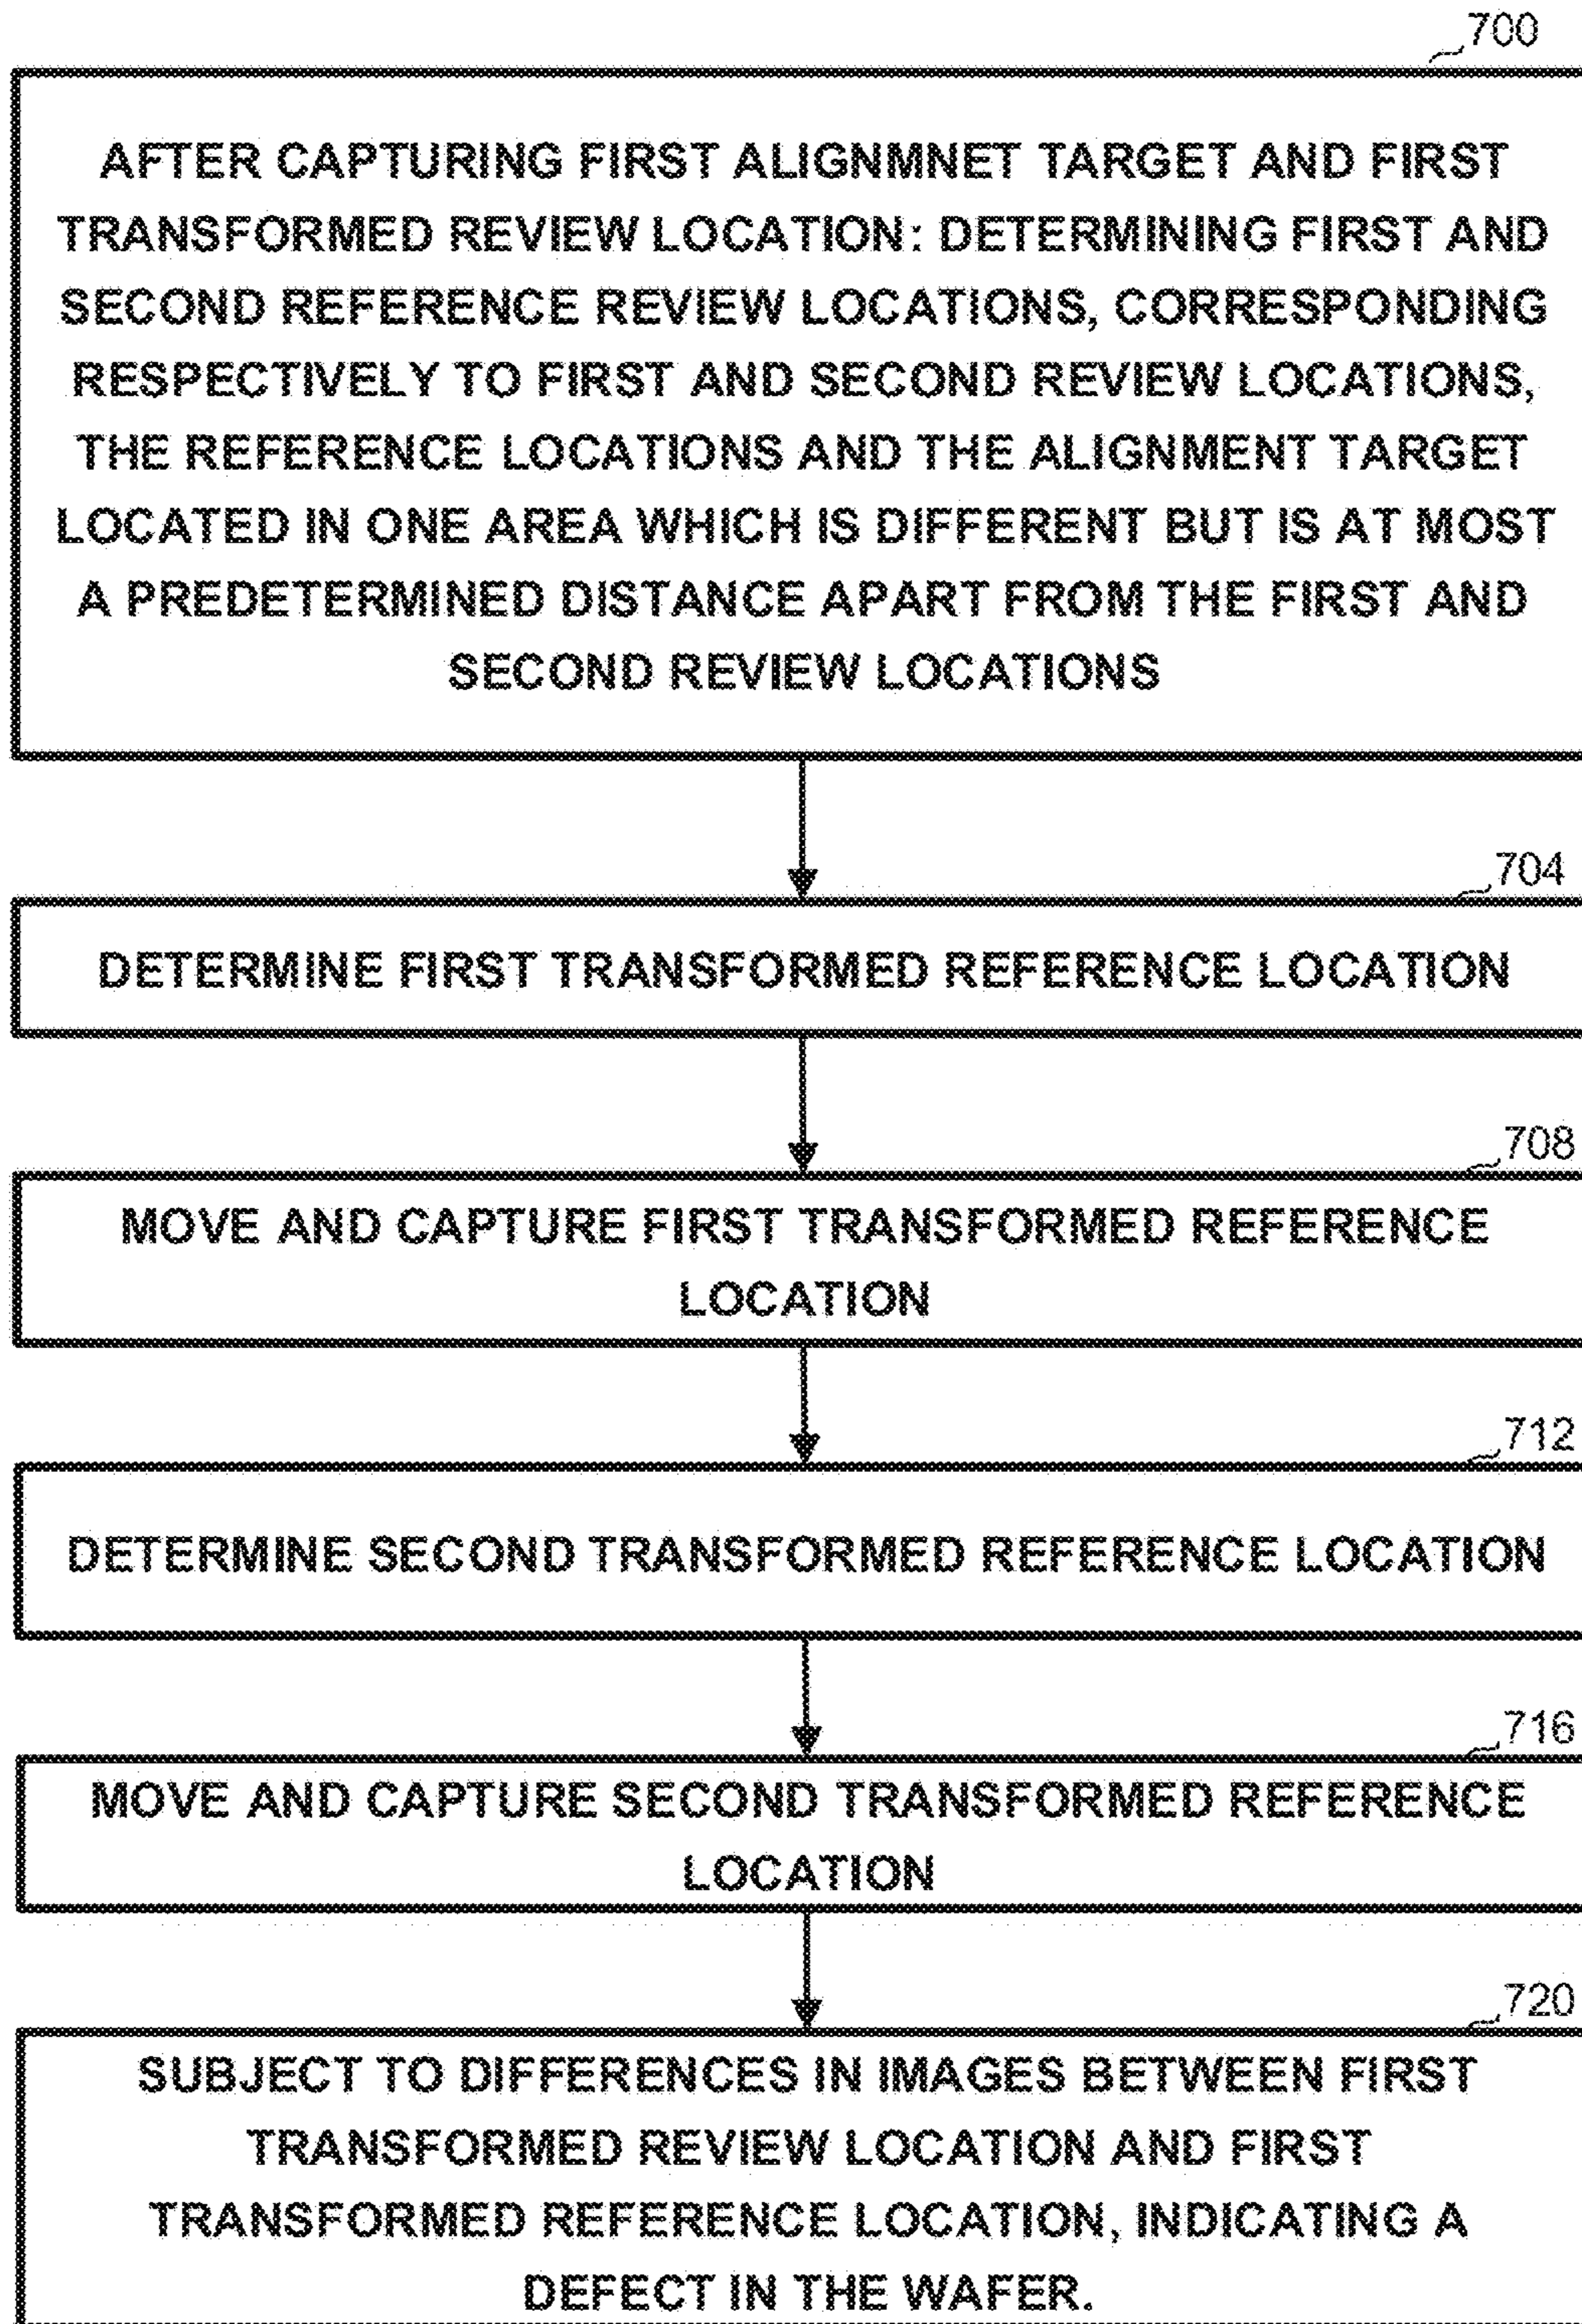 700
AFTER CAPTURING FIRST ALIGNMNET TARGET AND FIRST
TRANSFORMED REVIEW LOCATION: DETERMINING FIRST AND
SECOND REFERENCE REVIEW LOCATIONS, CORRESPONDING
RESPECTIVELY TO FIRST AND SECOND REVIEW LOCATIONS,
THE REFERENCE LOCATIONS AND THE ALIGNMENT TARGET
LOCATED IN ONE AREA WHICH IS DIFFERENT BUT IS AT MOST
A PREDETERMINED DISTANCE APART FROM THE FIRST AND
SECOND REVIEW LOCATIONS
704
DETERMINE FIRST TRANSFORMED REFERENCE LOCATION
708
MOVE AND CAPTURE FIRST TRANSFORMED REFERENCE
LOCATION
712
DETERMINE SECOND TRANSFORMED REFERENCE LOCATION
716
MOVE AND CAPTURE SECOND TRANSFORMED REFERENCE
LOCATION
720
SUBJECT TO DIFFERENCES IN IMAGES BETWEEN FIRST
TRANSFORMED REVIEW LOCATION AND FIRST
TRANSFORMED REFERENCE LOCATION, INDICATING A
DEFECT IN THE WAFER.